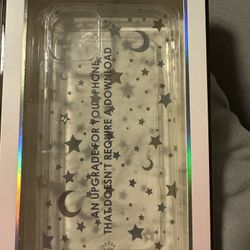 AN UPGRADE FOR YOUR PHONE
THAT DOESN'T REQUIRE A DOWNLOAD